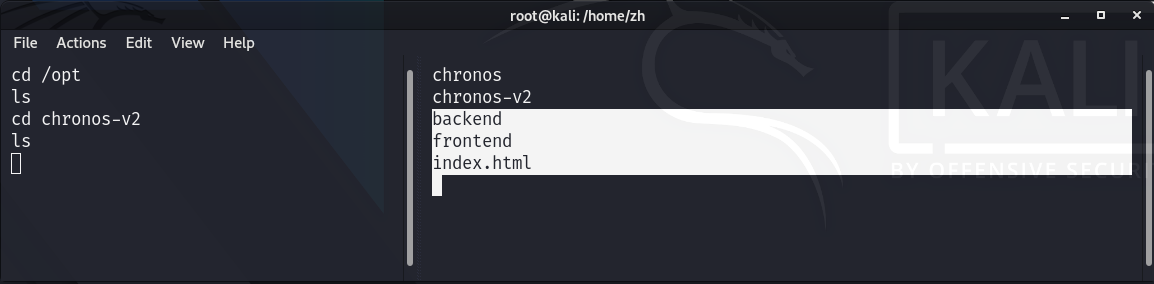 root@kali: /home/zh
File Actions Edit View Help
cd /opt
ls
cd chronos-v2
ls
chronos
chronos-v2
backend
frontend
index.html
KALI
BY OFFENSIVE SECUR